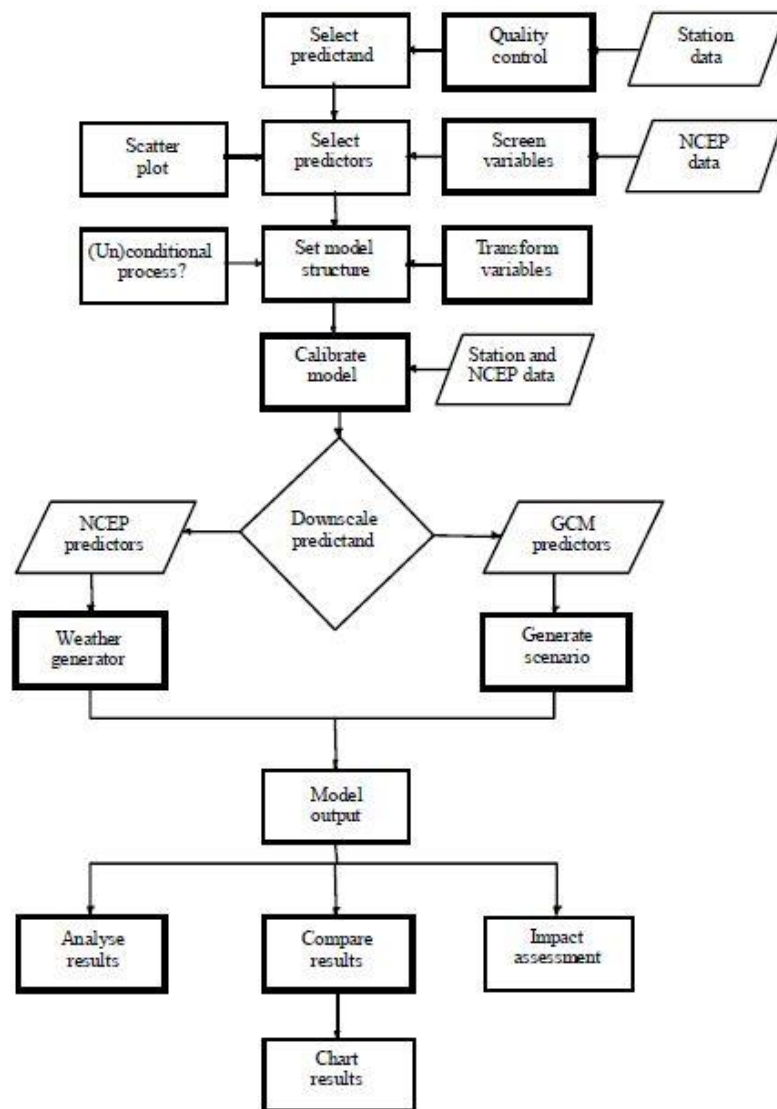 Select
predictand
Quality
control
Station
data
Scatter
plot
Select
predictors
Screen
variables
NCEP
data
(Un)conditional
process?
Set model
structure
Transform
variables
Calibrate
model
Station and
NCEP data
NCEP
predictors
Downscale
predictand
GCM
predictors
Weather
generator
Generate
scenario
Model
output
Analyse
results
Compare
results
Impact
assessment
Chart
results